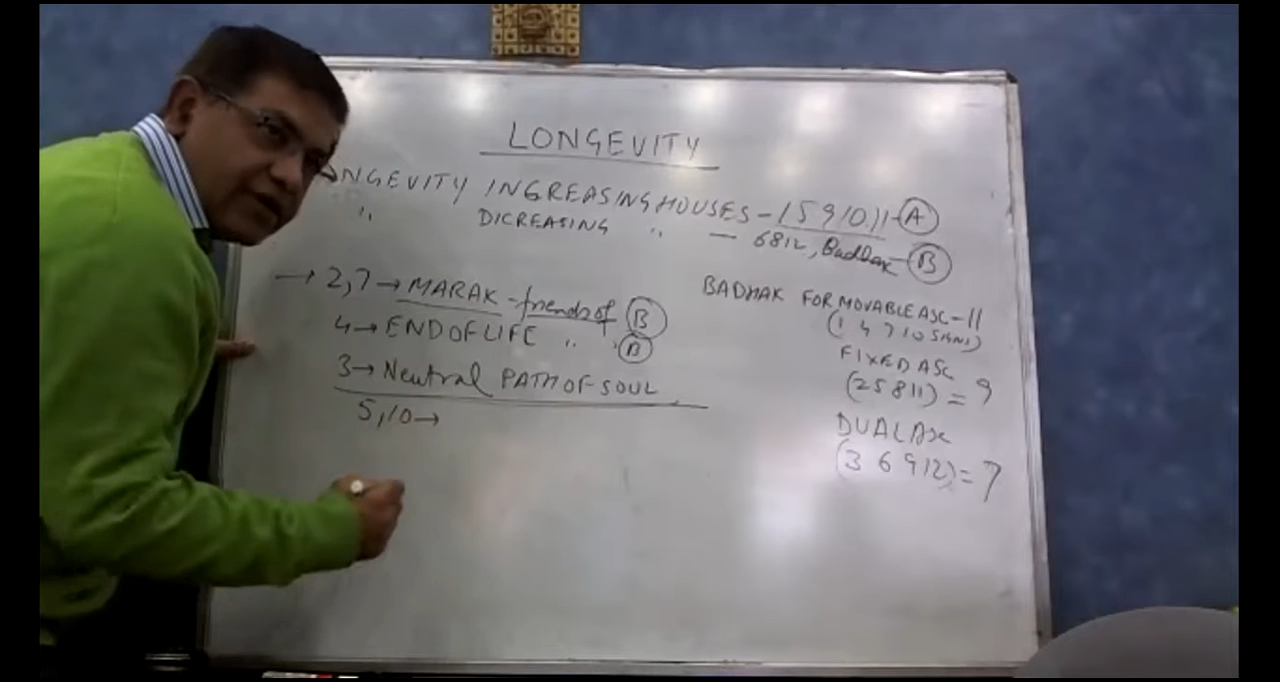 LONGEVITY
LONGEVITY INCREASING HOUSES - 1 5 9 10 11 - A
" DICREASING " - 6 8 12, Badhak - B
→ 2,7 → MARAK - friends of B
4 → END OF LIFE " " B
3 → Neutral PATH OF SOUL
5,10 →
BADHAK FOR MOVABLE ASC - 11
(1 4 7 10 SIGNS)
FIXED ASC
(2 5 8 11) = 9
DUAL Asc
(3 6 9 12) = 7